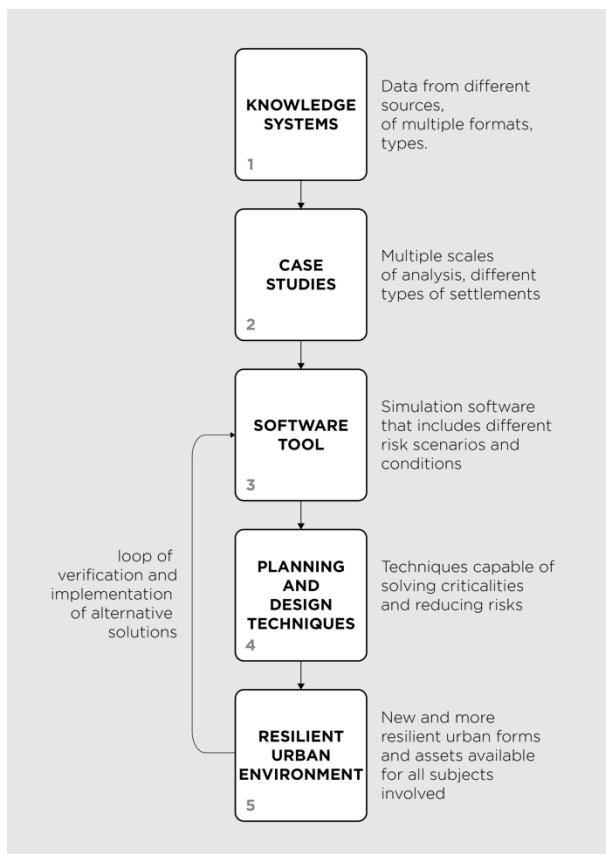 KNOWLEDGE
SYSTEMS
1
Data from different
sources,
of multiple formats,
types.
CASE
STUDIES
2
Multiple scales
of analysis, different
types of settlements
SOFTWARE
TOOL
3
Simulation software
that includes different
risk scenarios and
conditions
loop of
verification and
implementation
of alternative
solutions
PLANNING
AND
DESIGN
TECHNIQUES
4
Techniques capable of
solving criticalities
and reducing risks
RESILIENT
URBAN
ENVIRONMENT
5
New and more
resilient urban forms
and assets available
for all subjects
involved